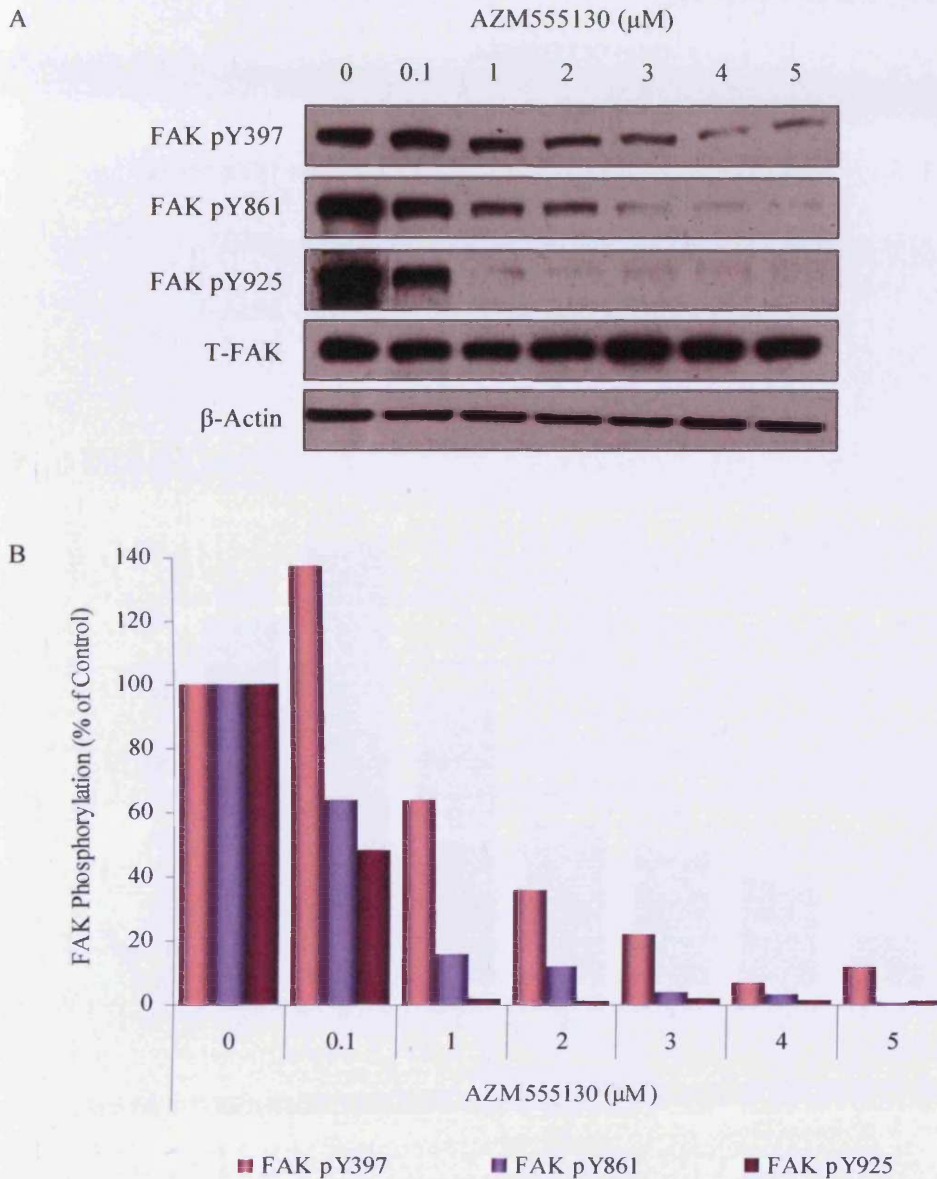 A
AZM555130 (μM)
0 0.1 1 2 3 4 5
FAK pY397
FAK pY861
FAK pY925
T-FAK
β-Actin
B
FAK Phosphorylation (% of Control)
140
120
100
80
60
40
20
0
0 0.1 1 2 3 4 5
AZM555130 (μM)
FAK pY397 FAK pY861 FAK pY925